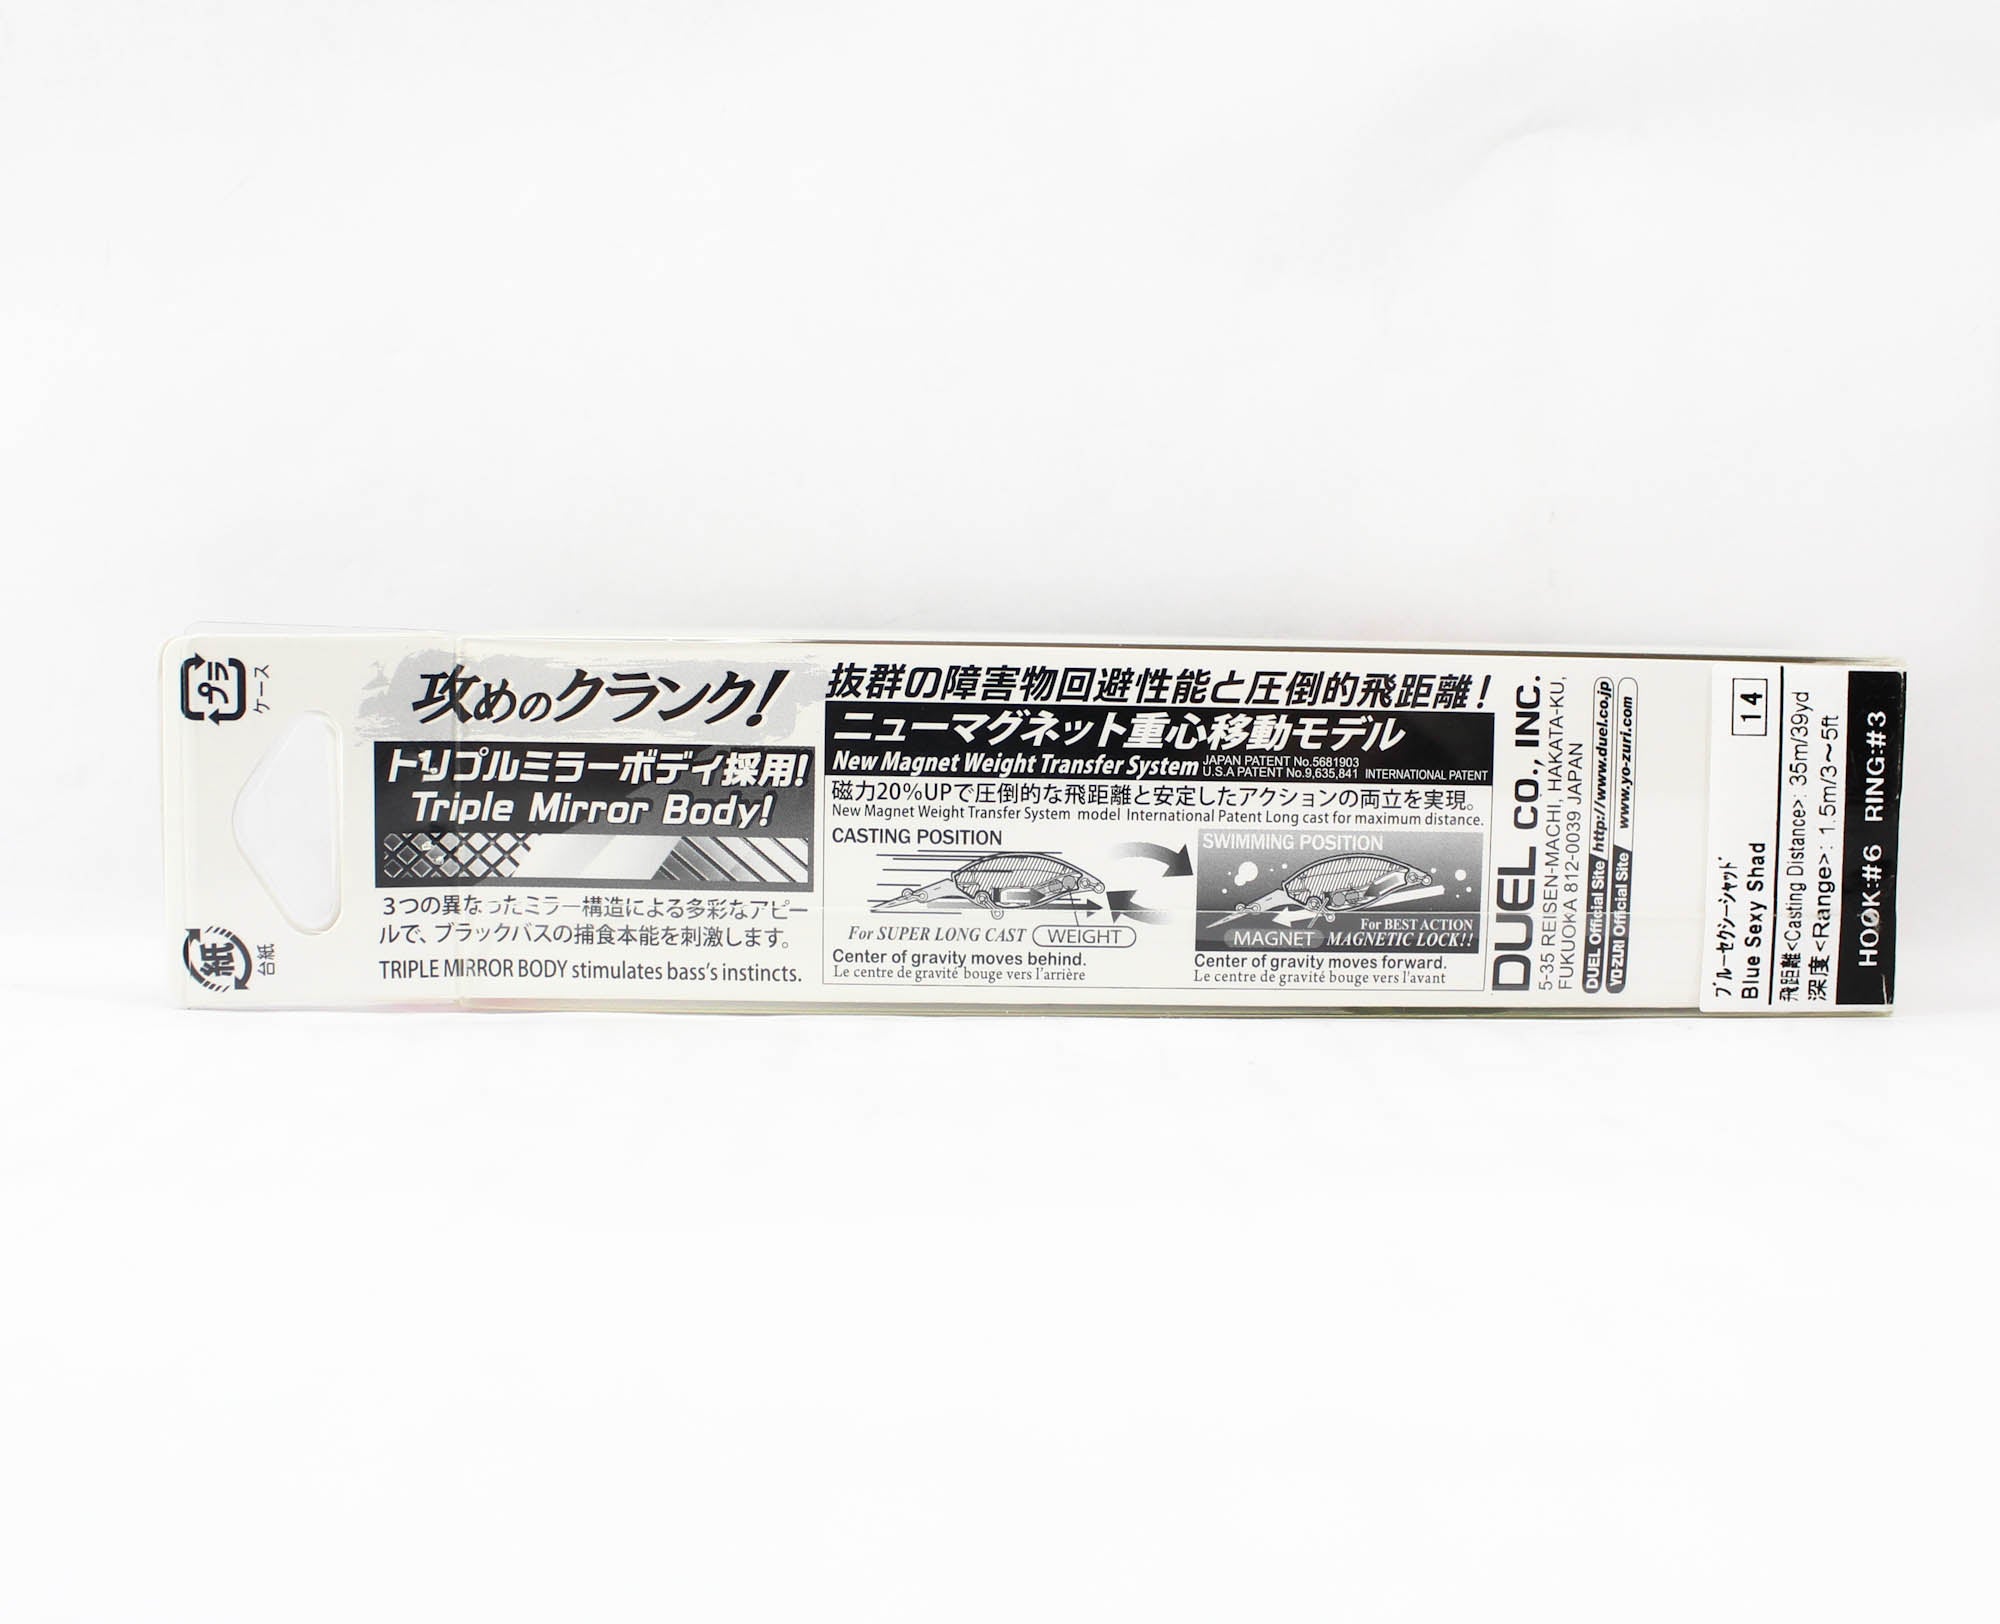 プラ
ケース
紙
台紙
攻めのクランク!
トリプルミラーボディ採用!
Triple Mirror Body!
3つの異なったミラー構造による多彩なアピー
ルで、ブラックバスの捕食本能を刺激します。
TRIPLE MIRROR BODY stimulates bass's instincts.
抜群の障害物回避性能と圧倒的飛距離!
ニューマグネット重心移動モデル
New Magnet Weight Transfer System
JAPAN PATENT No.5681903
U.S.A PATENT No.9,635,841 INTERNATIONAL PATENT
磁力20%UPで圧倒的な飛距離と安定したアクションの両立を実現。
New Magnet Weight Transfer System model International Patent Long cast for maximum distance.
CASTING POSITION
For SUPER LONG CAST WEIGHT
Center of gravity moves behind.
Le centre de gravité bouge vers l'arrière
SWIMMING POSITION
For BEST ACTION
MAGNET MAGNETIC LOCK!!
Center of gravity moves forward.
Le centre de gravité bouge vers l'avant
DUEL CO., INC.
5-35 REISEN-MACHI, HAKATA-KU,
FUKUOKA 812-0039 JAPAN
DUEL Official Site http://www.duel.co.jp
YO-ZURI Official Site www.yo-zuri.com
14
ブルーセクシーシャッド
Blue Sexy Shad
飛距離<Casting Distance>: 35m/39yd
深度<Range>: 1.5m/3～5ft
HOOK:#6 RING:#3